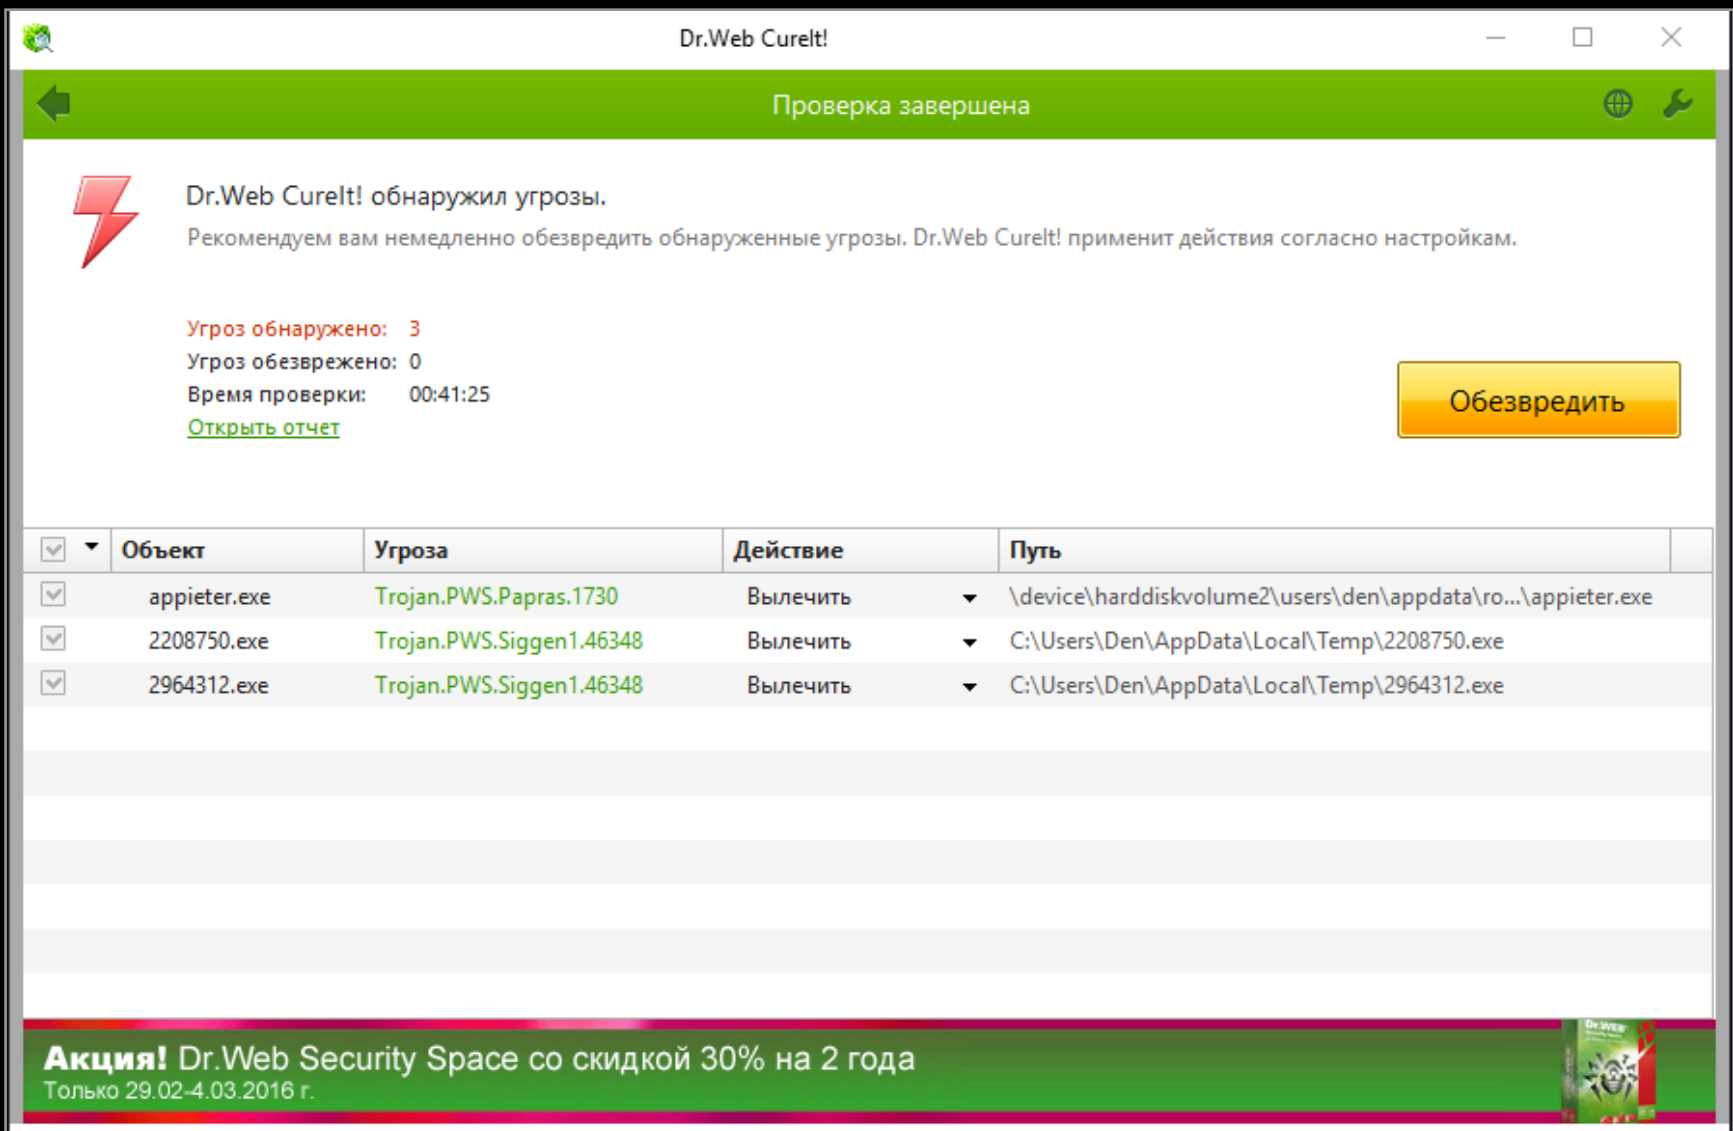 Dr.Web CureIt!
Проверка завершена
Dr.Web CureIt! обнаружил угрозы.
Рекомендуем вам немедленно обезвредить обнаруженные угрозы. Dr.Web CureIt! применит действия согласно настройкам.
Угроз обнаружено: 3
Угроз обезврежено: 0
Время проверки: 00:41:25
Открыть отчет
Обезвредить
Объект Угроза Действие Путь
appieter.exe Trojan.PWS.Papras.1730 Вылечить \device\harddiskvolume2\users\den\appdata\ro...\appieter.exe
2208750.exe Trojan.PWS.Siggen1.46348 Вылечить C:\Users\Den\AppData\Local\Temp\2208750.exe
2964312.exe Trojan.PWS.Siggen1.46348 Вылечить C:\Users\Den\AppData\Local\Temp\2964312.exe
Акция! Dr.Web Security Space со скидкой 30% на 2 года
Только 29.02-4.03.2016 г.
Dr.WEB